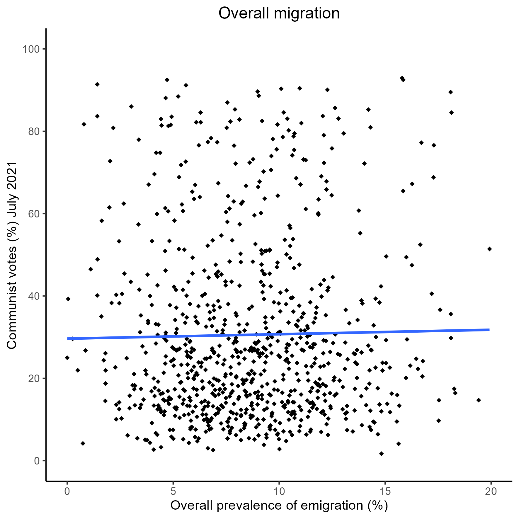 Overall migration
Communist votes (%) July 2021
100
80
60
40
20
0
0 5 10 15 20
Overall prevalence of emigration (%)